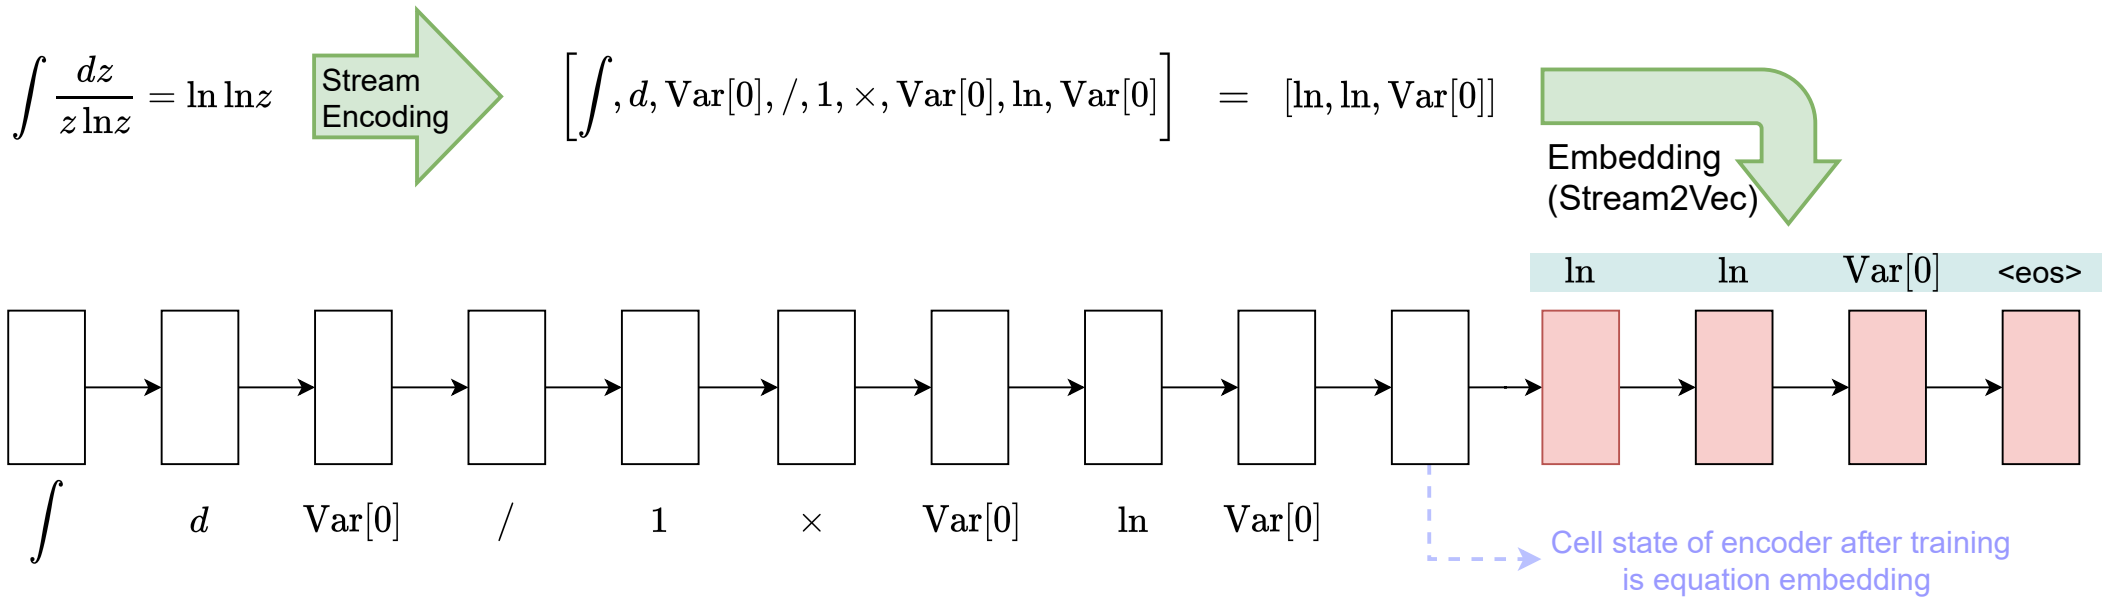 ∫ dz / (z ln z) = ln ln z
Stream
Encoding
[∫, d, Var[0], /, 1, ×, Var[0], ln, Var[0]] = [ln, ln, Var[0]]
Embedding
(Stream2Vec)
ln ln Var[0] <eos>
∫ d Var[0] / 1 × Var[0] ln Var[0]
Cell state of encoder after training
is equation embedding